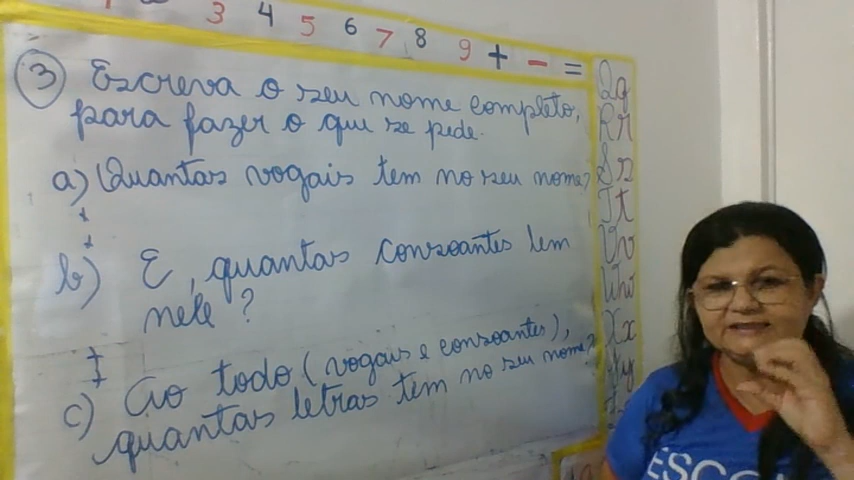 3 4 5 6 7 8 9 + - =
3 Escreva o seu nome completo,
para fazer o que se pede.
a) Quantas vogais tem no seu nome?
b) E, quantas consoantes tem
nele?
c) Ao todo (vogais e consoantes),
quantas letras tem no seu nome?
Qq
Rr
Ss
Tt
Vv
Ww
Xx
Yy
ESCO